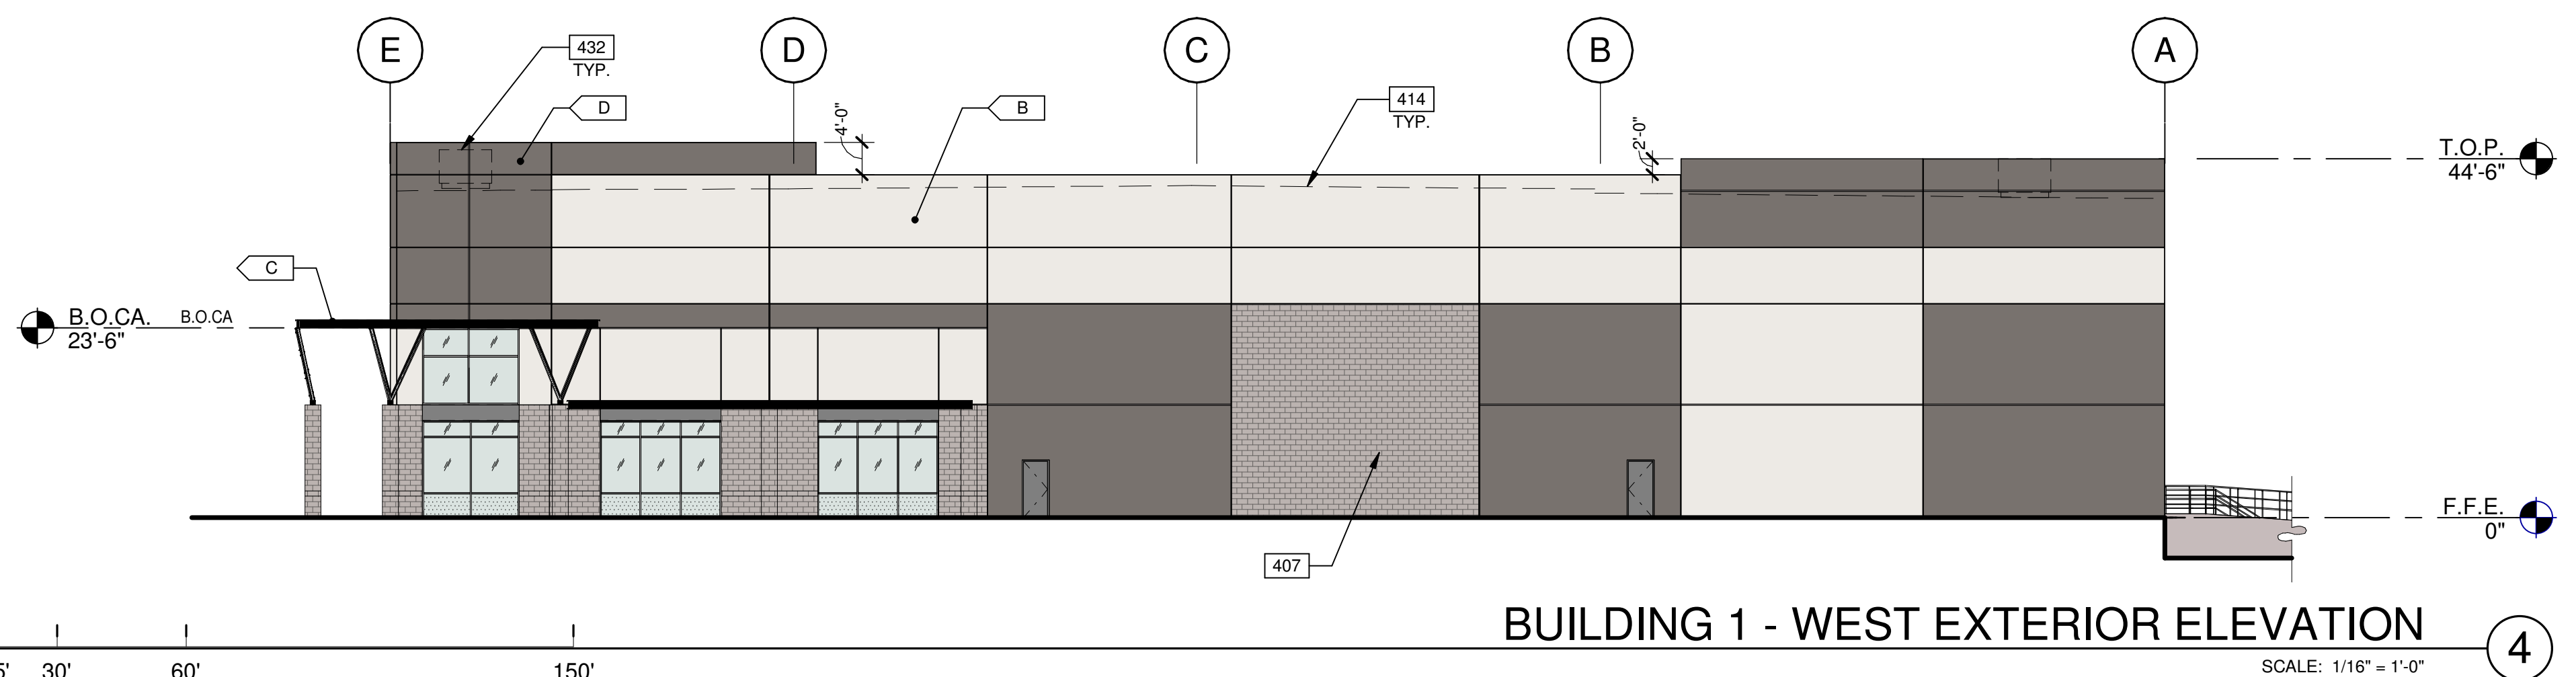 E
D
C
B
A
432
TYP.
D
B
414
TYP.
4'-0"
2'-0"
T.O.P.
44'-6"
C
B.O.CA.
23'-6"
B.O.CA
407
F.F.E.
0"
BUILDING 1 - WEST EXTERIOR ELEVATION
4
SCALE: 1/16" = 1'-0"
30'
60'
150'